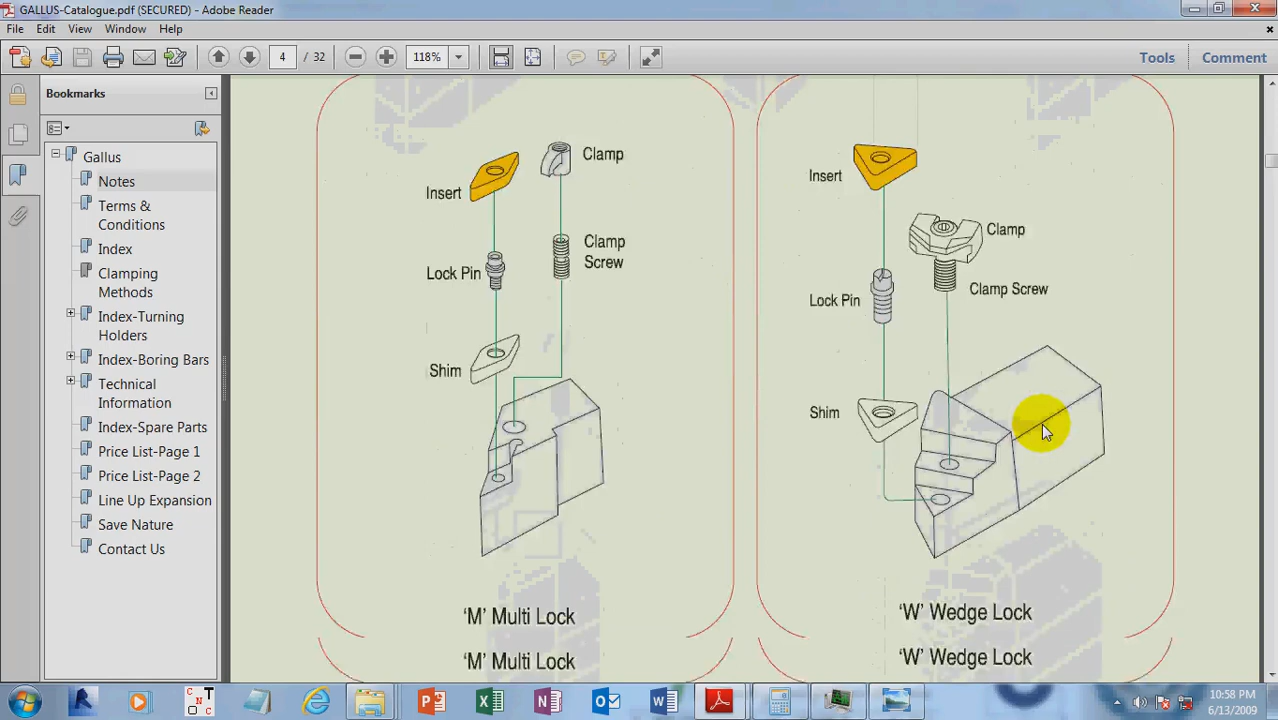 GALLUS-Catalogue.pdf (SECURED) - Adobe Reader
File Edit View Window Help
4 / 32 118% Tools Comment
Bookmarks
Gallus
Notes
Terms &
Conditions
Index
Clamping
Methods
Index-Turning
Holders
Index-Boring Bars
Technical
Information
Index-Spare Parts
Price List-Page 1
Price List-Page 2
Line Up Expansion
Save Nature
Contact Us
Clamp
Insert
Clamp
Screw
Lock Pin
Shim
'M' Multi Lock
'M' Multi Lock
Insert
Clamp
Clamp Screw
Lock Pin
Shim
'W' Wedge Lock
'W' Wedge Lock
10:58 PM
6/13/2009